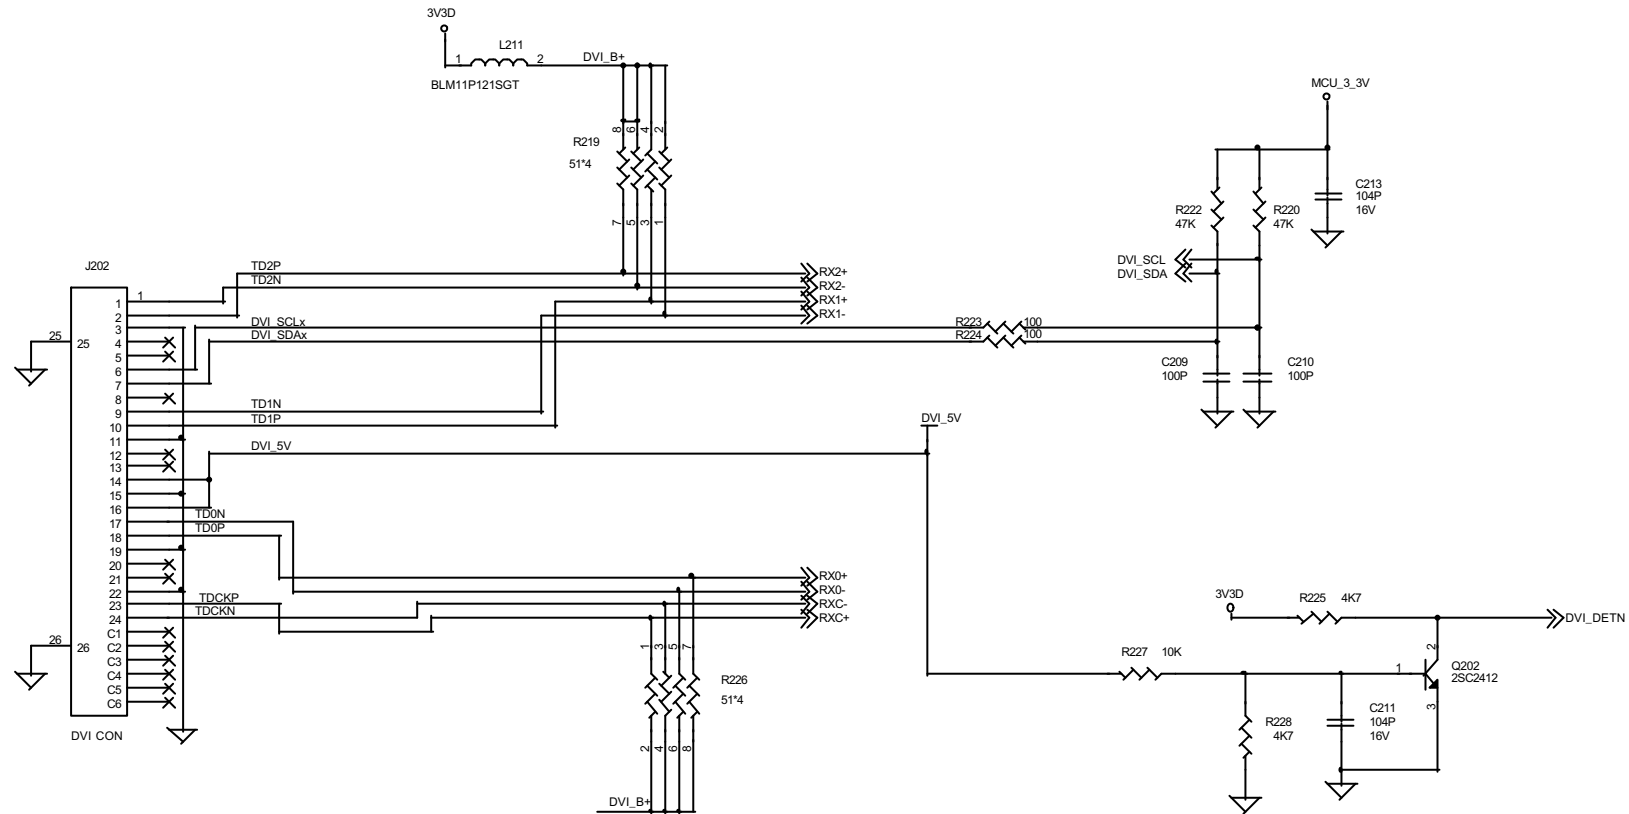 3V3D
L211
1 2 DVI_B+
BLM11P121SGT
MCU_3_3V
8 6 4 2
R219
51*4
7 5 3 1
C213
104P
16V
R222
47K
R220
47K
J202
TD2P
TD2N
RX2+
RX2-
RX1+
RX1-
DVI_SCL
DVI_SDA
DVI_SCLx
DVI_SDAx
R223 100
R224 100
C209
100P
C210
100P
1
1
2
3
4
5
6
7
8
9
10
11
12
13
14
15
16
17
18
19
20
21
22
23
24
C1
C2
C3
C4
C5
C6
25
25
26
26
DVI CON
TD1N
TD1P
DVI_5V
DVI_5V
TD0N
TD0P
TDCKP
TDCKN
RX0+
RX0-
RXC-
RXC+
1 3 5 7
R226
51*4
2 4 6 8
DVI_B+
3V3D
R225 4K7
DVI_DETN
R227 10K
1
2
3
Q202
2SC2412
R228
4K7
C211
104P
16V